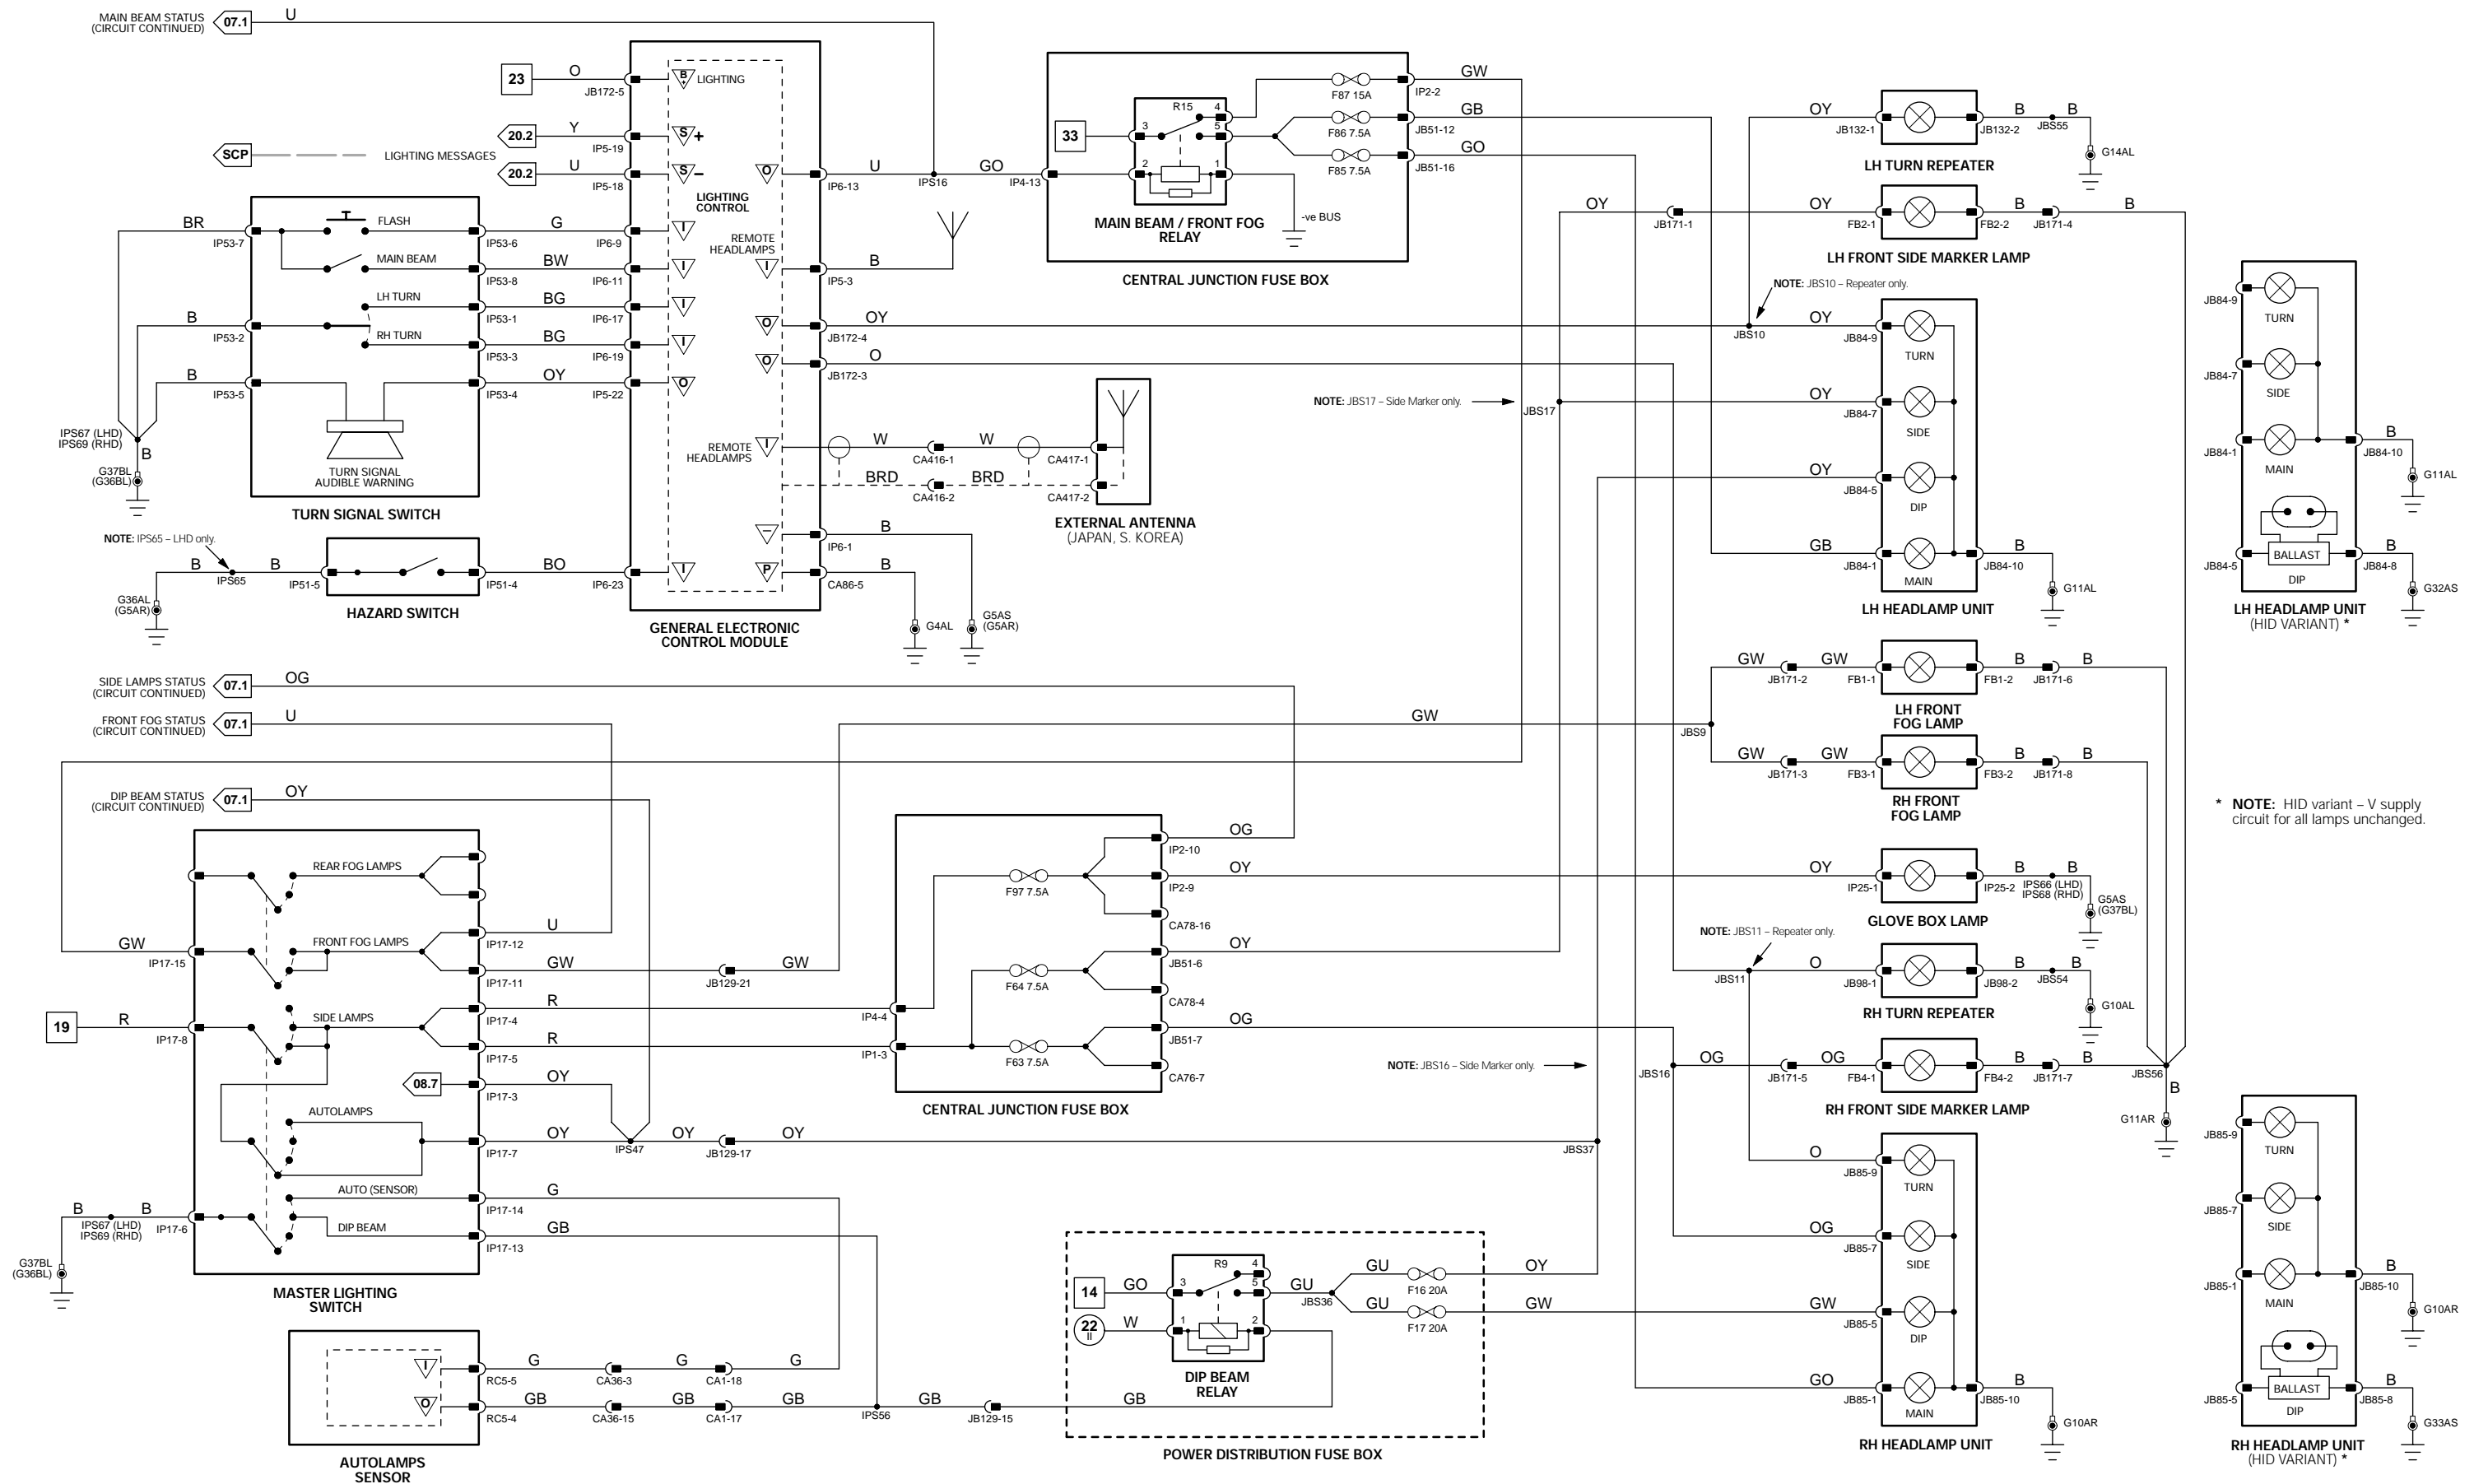 MAIN BEAM STATUS
(CIRCUIT CONTINUED)
07.1
U
23
O
JB172-5
B
+
LIGHTING
20.2
Y
IP5-19
S
+
SCP
LIGHTING MESSAGES
20.2
U
IP5-18
S
–
LIGHTING
CONTROL
O
IP6-13
U
IPS16
GO
IP4-13
BR
IP53-7
FLASH
IP53-6
G
IP6-9
I
REMOTE
HEADLAMPS
I
IP5-3
B
MAIN BEAM
IP53-8
BW
IP6-11
I
LH TURN
IP53-1
BG
IP6-17
I
B
IP53-2
RH TURN
IP53-3
BG
IP6-19
I
O
JB172-4
OY
O
JB172-3
O
B
IP53-5
IP53-4
OY
IP5-22
O
IPS67 (LHD)
IPS69 (RHD)
B
G37BL
(G36BL)
TURN SIGNAL
AUDIBLE WARNING
TURN SIGNAL SWITCH
REMOTE
HEADLAMPS
I
W
CA416-1
W
CA417-1
BRD
CA416-2
BRD
CA417-2
EXTERNAL ANTENNA
(JAPAN, S. KOREA)
NOTE: IPS65 – LHD only.
B
IPS65
B
IP51-5
IP51-4
BO
IP6-23
I
G36AL
(G5AR)
HAZARD SWITCH
–
IP6-1
B
P
CA86-5
B
G4AL
G5AS
(G5AR)
GENERAL ELECTRONIC
CONTROL MODULE
33
R15
4
3
5
2
1
F87 15A
IP2-2
GW
F86 7.5A
JB51-12
GB
F85 7.5A
JB51-16
GO
-ve BUS
MAIN BEAM / FRONT FOG
RELAY
CENTRAL JUNCTION FUSE BOX
OY
JB132-1
JB132-2
B
JBS55
B
G14AL
LH TURN REPEATER
OY
JB171-1
OY
FB2-1
FB2-2
B
JB171-4
B
LH FRONT SIDE MARKER LAMP
NOTE: JBS10 – Repeater only.
JBS10
OY
JB84-9
TURN
NOTE: JBS17 – Side Marker only.
JBS17
OY
JB84-7
SIDE
OY
JB84-5
DIP
GB
JB84-1
MAIN
JB84-10
B
G11AL
LH HEADLAMP UNIT
JB84-9
TURN
JB84-7
SIDE
JB84-1
MAIN
JB84-10
B
G11AL
BALLAST
JB84-5
DIP
JB84-8
B
G32AS
LH HEADLAMP UNIT
(HID VARIANT) *
SIDE LAMPS STATUS
(CIRCUIT CONTINUED)
07.1
OG
FRONT FOG STATUS
(CIRCUIT CONTINUED)
07.1
U
DIP BEAM STATUS
(CIRCUIT CONTINUED)
07.1
OY
GW
JBS9
GW
JB171-2
GW
FB1-1
FB1-2
B
JB171-6
B
LH FRONT
FOG LAMP
GW
JB171-3
GW
FB3-1
FB3-2
B
JB171-8
B
RH FRONT
FOG LAMP
* NOTE: HID variant – V supply
circuit for all lamps unchanged.
REAR FOG LAMPS
GW
IP17-15
FRONT FOG LAMPS
IP17-12
U
IP17-11
GW
JB129-21
GW
19
R
IP17-8
SIDE LAMPS
IP17-4
R
IP4-4
IP17-5
R
IP1-3
08.7
IP17-3
OY
AUTOLAMPS
IP17-7
OY
IPS47
OY
JB129-17
OY
JBS37
AUTO (SENSOR)
IP17-14
G
B
IPS67 (LHD)
IPS69 (RHD)
B
IP17-6
DIP BEAM
IP17-13
GB
G37BL
(G36BL)
MASTER LIGHTING
SWITCH
F97 7.5A
IP2-10
OG
IP2-9
OY
CA78-16
F64 7.5A
JB51-6
OY
CA78-4
F63 7.5A
JB51-7
OG
CA76-7
CENTRAL JUNCTION FUSE BOX
OY
IP25-1
IP25-2
B
IPS66 (LHD)
IPS68 (RHD)
B
G5AS
(G37BL)
GLOVE BOX LAMP
NOTE: JBS11 – Repeater only.
JBS11
O
JB98-1
JB98-2
B
JBS54
B
G10AL
RH TURN REPEATER
NOTE: JBS16 – Side Marker only.
JBS16
OG
JB171-5
OG
FB4-1
FB4-2
B
JB171-7
B
JBS56
B
G11AR
RH FRONT SIDE MARKER LAMP
O
JB85-9
TURN
OG
JB85-7
SIDE
GW
JB85-5
DIP
GO
JB85-1
MAIN
JB85-10
B
G10AR
RH HEADLAMP UNIT
JB85-9
TURN
JB85-7
SIDE
JB85-1
MAIN
JB85-10
B
G10AR
BALLAST
JB85-5
DIP
JB85-8
B
G33AS
RH HEADLAMP UNIT
(HID VARIANT) *
14
GO
3
R9
4
5
22
II
W
1
2
GU
JBS36
GU
F16 20A
OY
GU
F17 20A
GW
DIP BEAM
RELAY
POWER DISTRIBUTION FUSE BOX
I
RC5-5
G
CA36-3
G
CA1-18
G
O
RC5-4
GB
CA36-15
GB
CA1-17
GB
IPS56
GB
JB129-15
GB
AUTOLAMPS
SENSOR